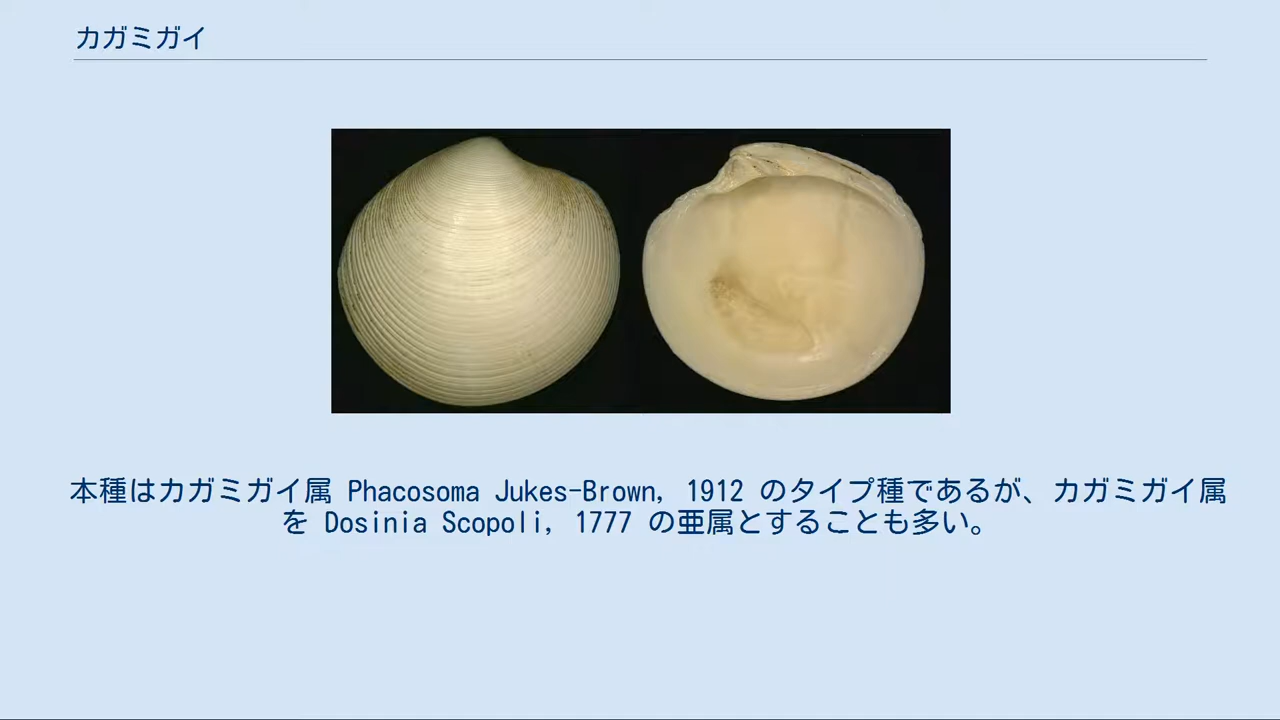 カガミガイ
本種はカガミガイ属 Phacosoma Jukes-Brown, 1912 のタイプ種であるが、カガミガイ属
を Dosinia Scopoli, 1777 の亜属とすることも多い。